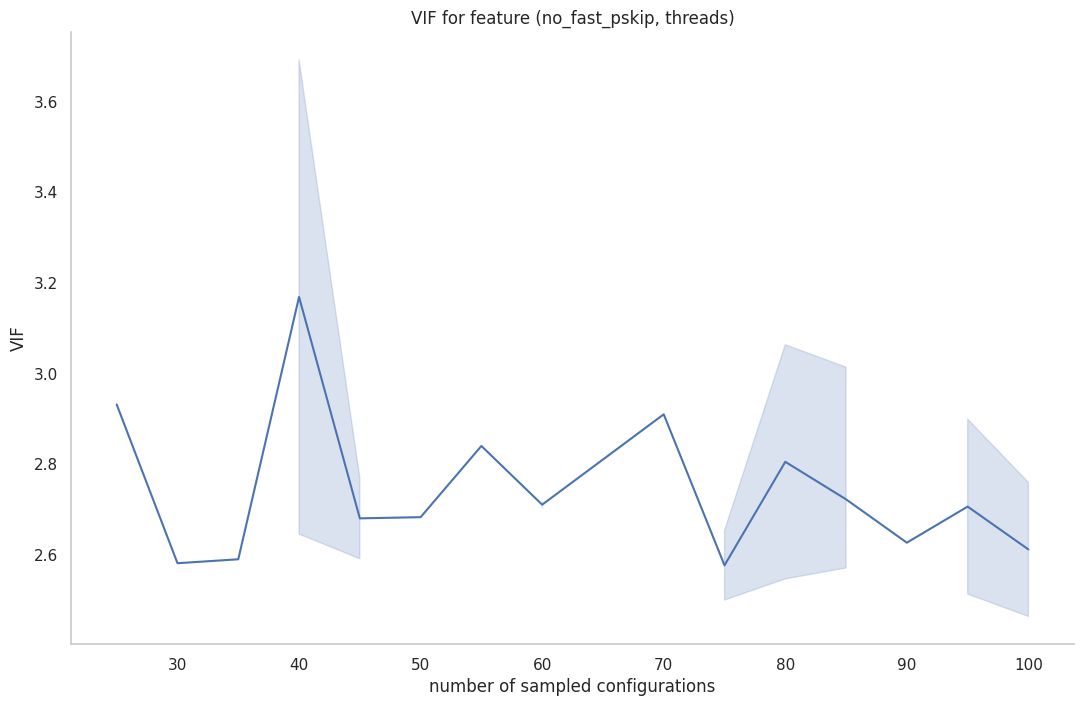 VIF for feature (no_fast_pskip, threads)
3.6
3.4
3.2
3.0
2.8
2.6
VIF
30 40 50 60 70 80 90 100
number of sampled configurations